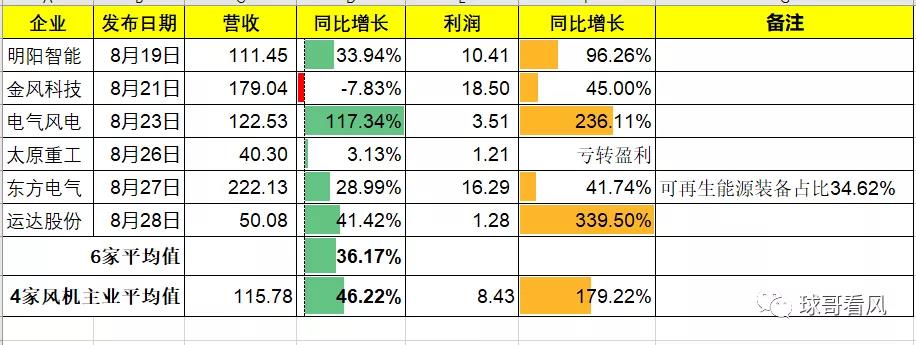 企业 发布日期 营收 同比增长 利润 同比增长 备注
明阳智能 8月19日 111.45 33.94% 10.41 96.26%
金风科技 8月21日 179.04 -7.83% 18.50 45.00%
电气风电 8月23日 122.53 117.34% 3.51 236.11%
太原重工 8月26日 40.30 3.13% 1.21 亏转盈利
东方电气 8月27日 222.13 28.99% 16.29 41.74% 可再生能源装备占比34.62%
运达股份 8月28日 50.08 41.42% 1.28 339.50%
6家平均值 36.17%
4家风机主业平均值 115.78 46.22% 8.43 179.22%
球哥看风